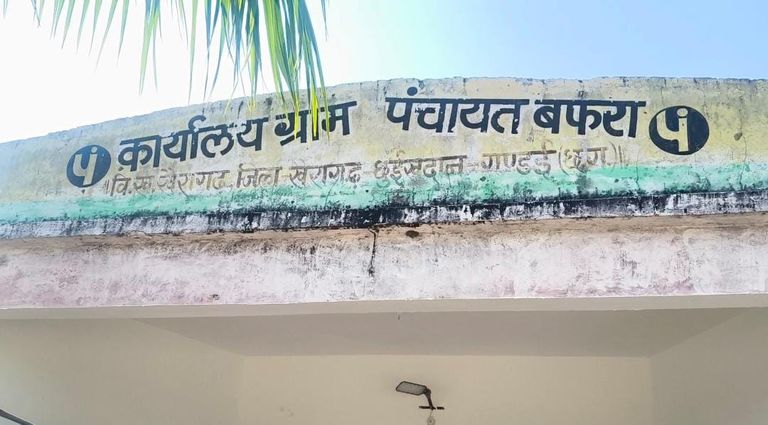 पं कार्यालय ग्राम पंचायत बफरा पं
॥वि.ख. खैरागढ़ जिला खैरागढ़ छुईखदान गण्डई (छ.ग.)॥